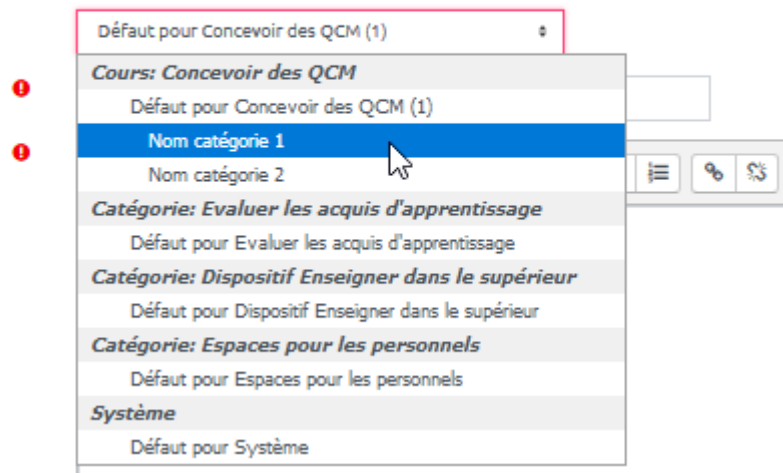 Défaut pour Concevoir des QCM (1)
Cours: Concevoir des QCM
Défaut pour Concevoir des QCM (1)
Nom catégorie 1
Nom catégorie 2
Catégorie: Evaluer les acquis d'apprentissage
Défaut pour Evaluer les acquis d'apprentissage
Catégorie: Dispositif Enseigner dans le supérieur
Défaut pour Dispositif Enseigner dans le supérieur
Catégorie: Espaces pour les personnels
Défaut pour Espaces pour les personnels
Système
Défaut pour Système